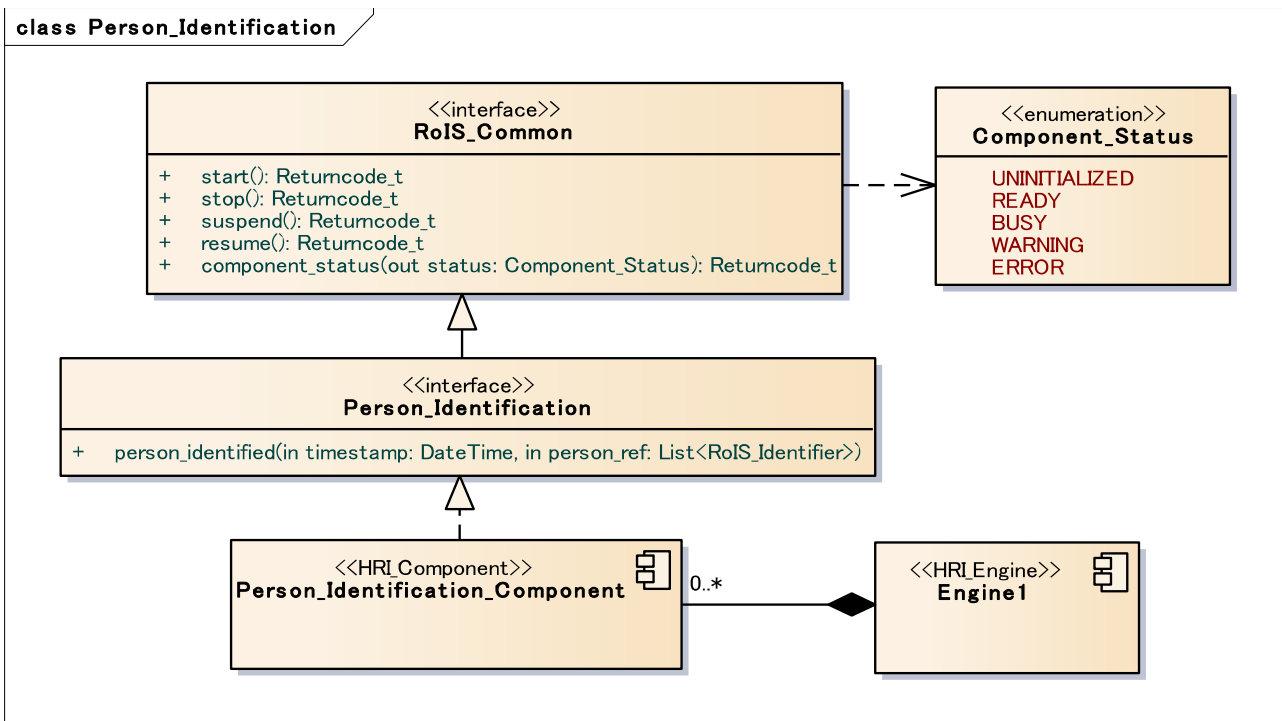 class Person_Identification
<<interface>>
RoIS_Common
+ start(): Returncode_t
+ stop(): Returncode_t
+ suspend(): Returncode_t
+ resume(): Returncode_t
+ component_status(out status: Component_Status): Returncode_t
<<enumeration>>
Component_Status
UNINITIALIZED
READY
BUSY
WARNING
ERROR
<<interface>>
Person_Identification
+ person_identified(in timestamp: DateTime, in person_ref: List<RoIS_Identifier>)
<<HRI_Component>>
Person_Identification_Component
0..*
<<HRI_Engine>>
Engine1